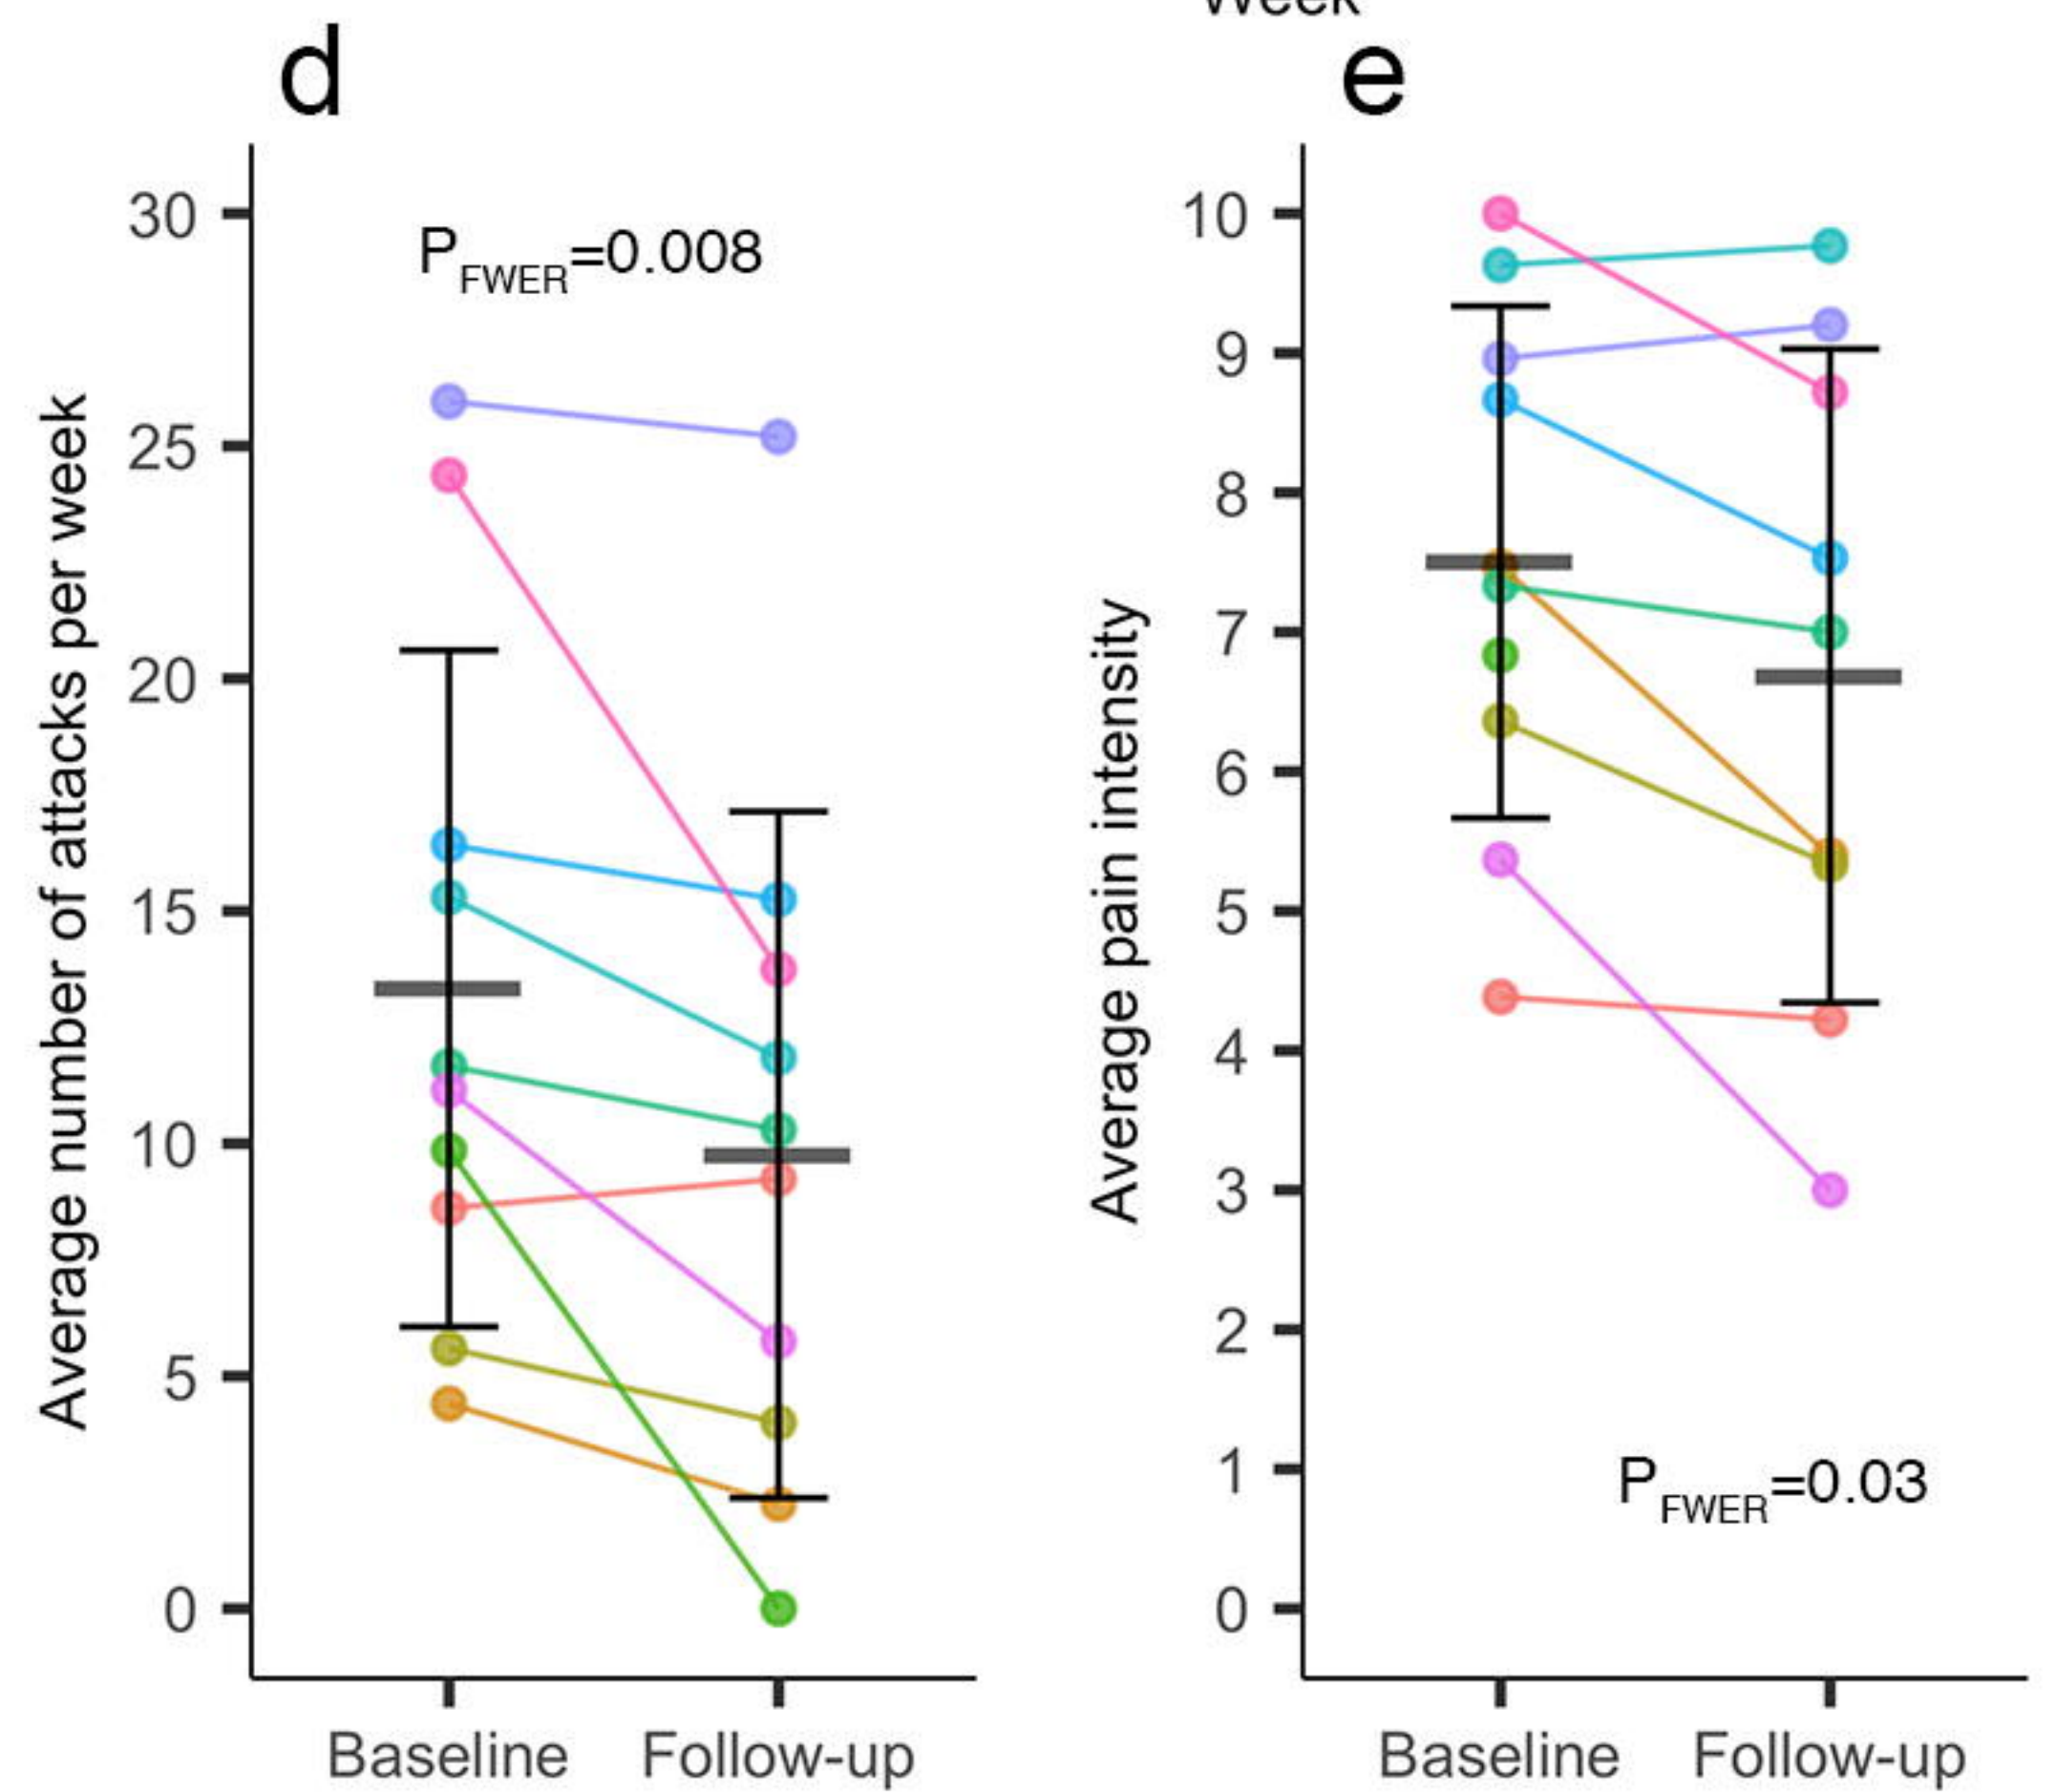 Week
d
Average number of attacks per week
30
25
20
15
10
5
0
P FWER=0.008
Baseline
Follow-up
e
Average pain intensity
10
9
8
7
6
5
4
3
2
1
0
P FWER=0.03
Baseline
Follow-up